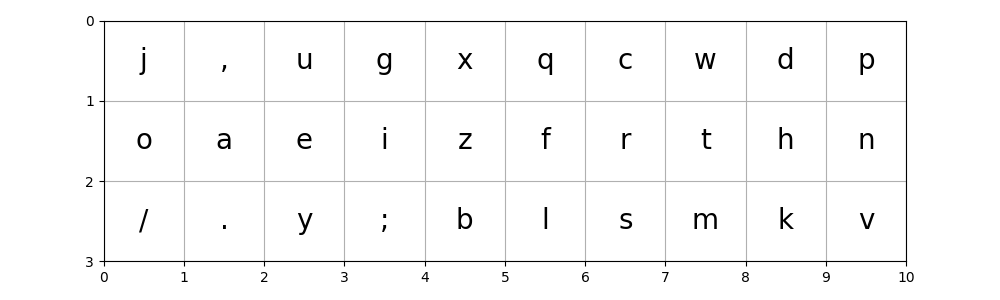 0
j , u g x q c w d p
1
o a e i z f r t h n
2
/ . y ; b l s m k v
3
0 1 2 3 4 5 6 7 8 9 10